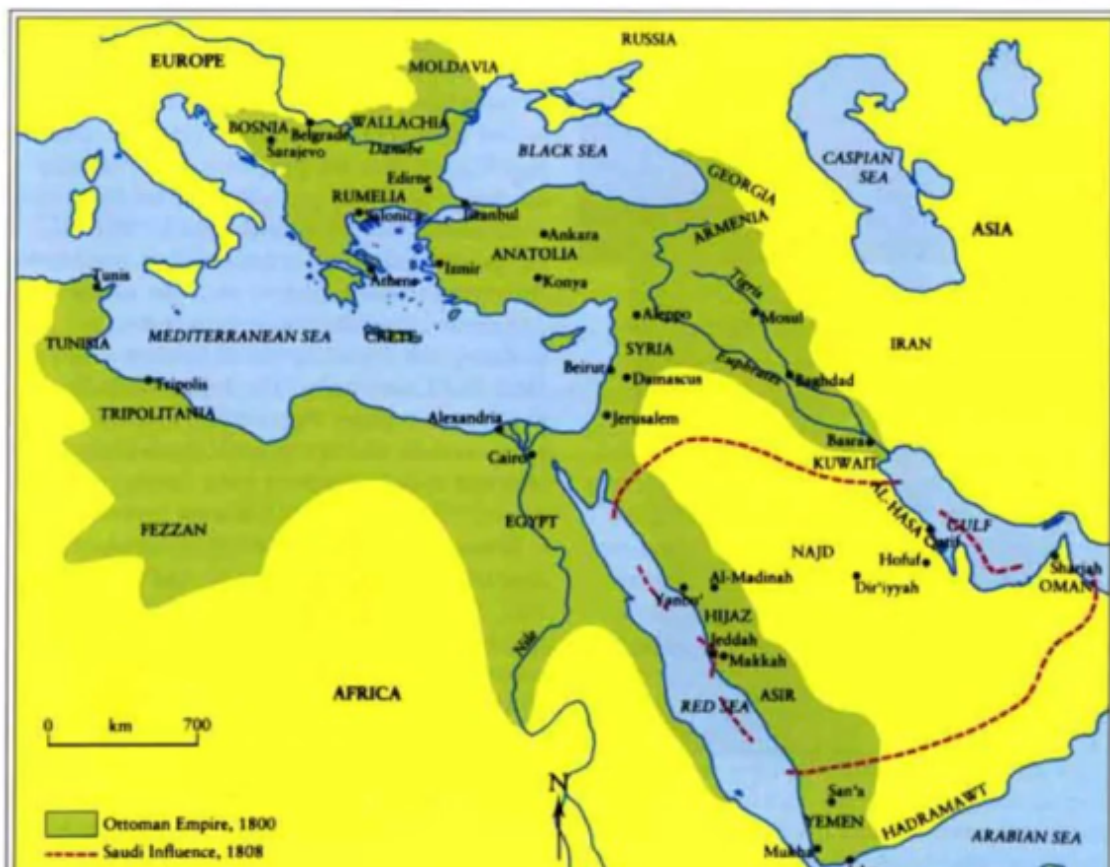 RUSSIA
EUROPE
MOLDAVIA
BOSNIA
Belgrade
WALLACHIA
Sarajevo
Danube
BLACK SEA
CASPIAN
SEA
Edirne
GEORGIA
RUMELIA
Salonica
Istanbul
ARMENIA
ASIA
Ankara
ANATOLIA
Izmir
Tunis
Athens
Konya
Tigris
MEDITERRANEAN SEA
CRETE
Aleppo
Mosul
TUNISIA
SYRIA
IRAN
Beirut
Euphrates
Tripolis
Damascus
Baghdad
TRIPOLITANIA
Alexandria
Jerusalem
Basra
Cairo
KUWAIT
AL-HASA
GULF
FEZZAN
EGYPT
Qatif
NAJD
Hofuf
Sharjah
Al-Madinah
Dir'iyyah
OMAN
Yanbu'
HIJAZ
Nile
Jeddah
Makkah
AFRICA
ASIR
RED SEA
0 km 700
N
San'a
YEMEN
HADRAMAWT
Ottoman Empire, 1800
ARABIAN SEA
Saudi Influence, 1808
Mukha